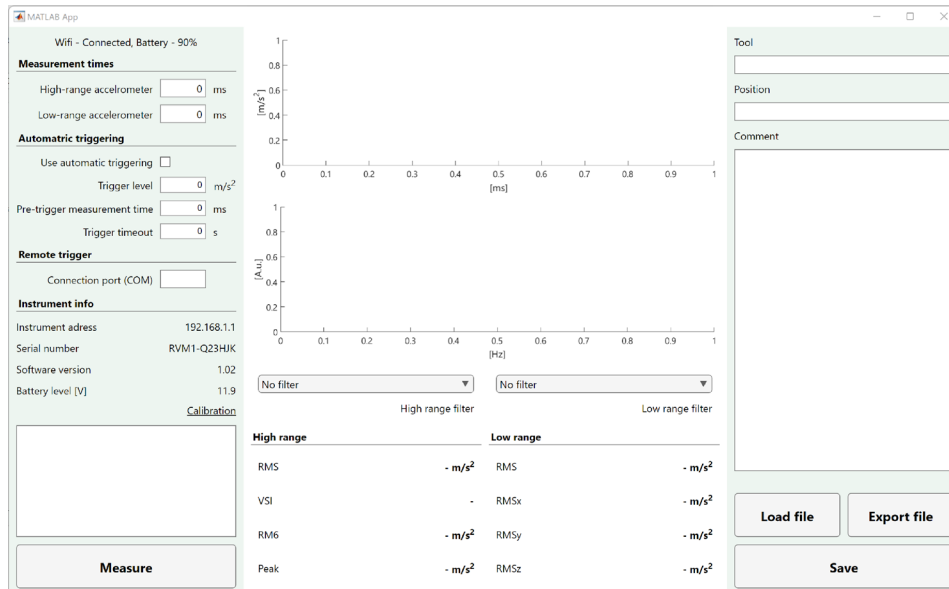 MATLAB App
Wifi - Connected, Battery - 90%
Measurement times
High-range accelrometer 0 ms
Low-range accelerometer 0 ms
Automatric triggering
Use automatic triggering
Trigger level 0 m/s²
Pre-trigger measurement time 0 ms
Trigger timeout 0 s
Remote trigger
Connection port (COM)
Instrument info
Instrument adress 192.168.1.1
Serial number RVM1-Q23HJK
Software version 1.02
Battery level [V] 11.9
Calibration
Measure
1
0.8
0.6
0.4
0.2
0
[m/s²]
0 0.1 0.2 0.3 0.4 0.5 0.6 0.7 0.8 0.9 1
[ms]
1
0.8
0.6
0.4
0.2
0
[A.u.]
0 0.1 0.2 0.3 0.4 0.5 0.6 0.7 0.8 0.9 1
[Hz]
No filter
High range filter
No filter
Low range filter
High range
RMS - m/s²
VSI -
RM6 - m/s²
Peak - m/s²
Low range
RMS - m/s²
RMSx - m/s²
RMSy - m/s²
RMSz - m/s²
Tool
Position
Comment
Load file
Export file
Save